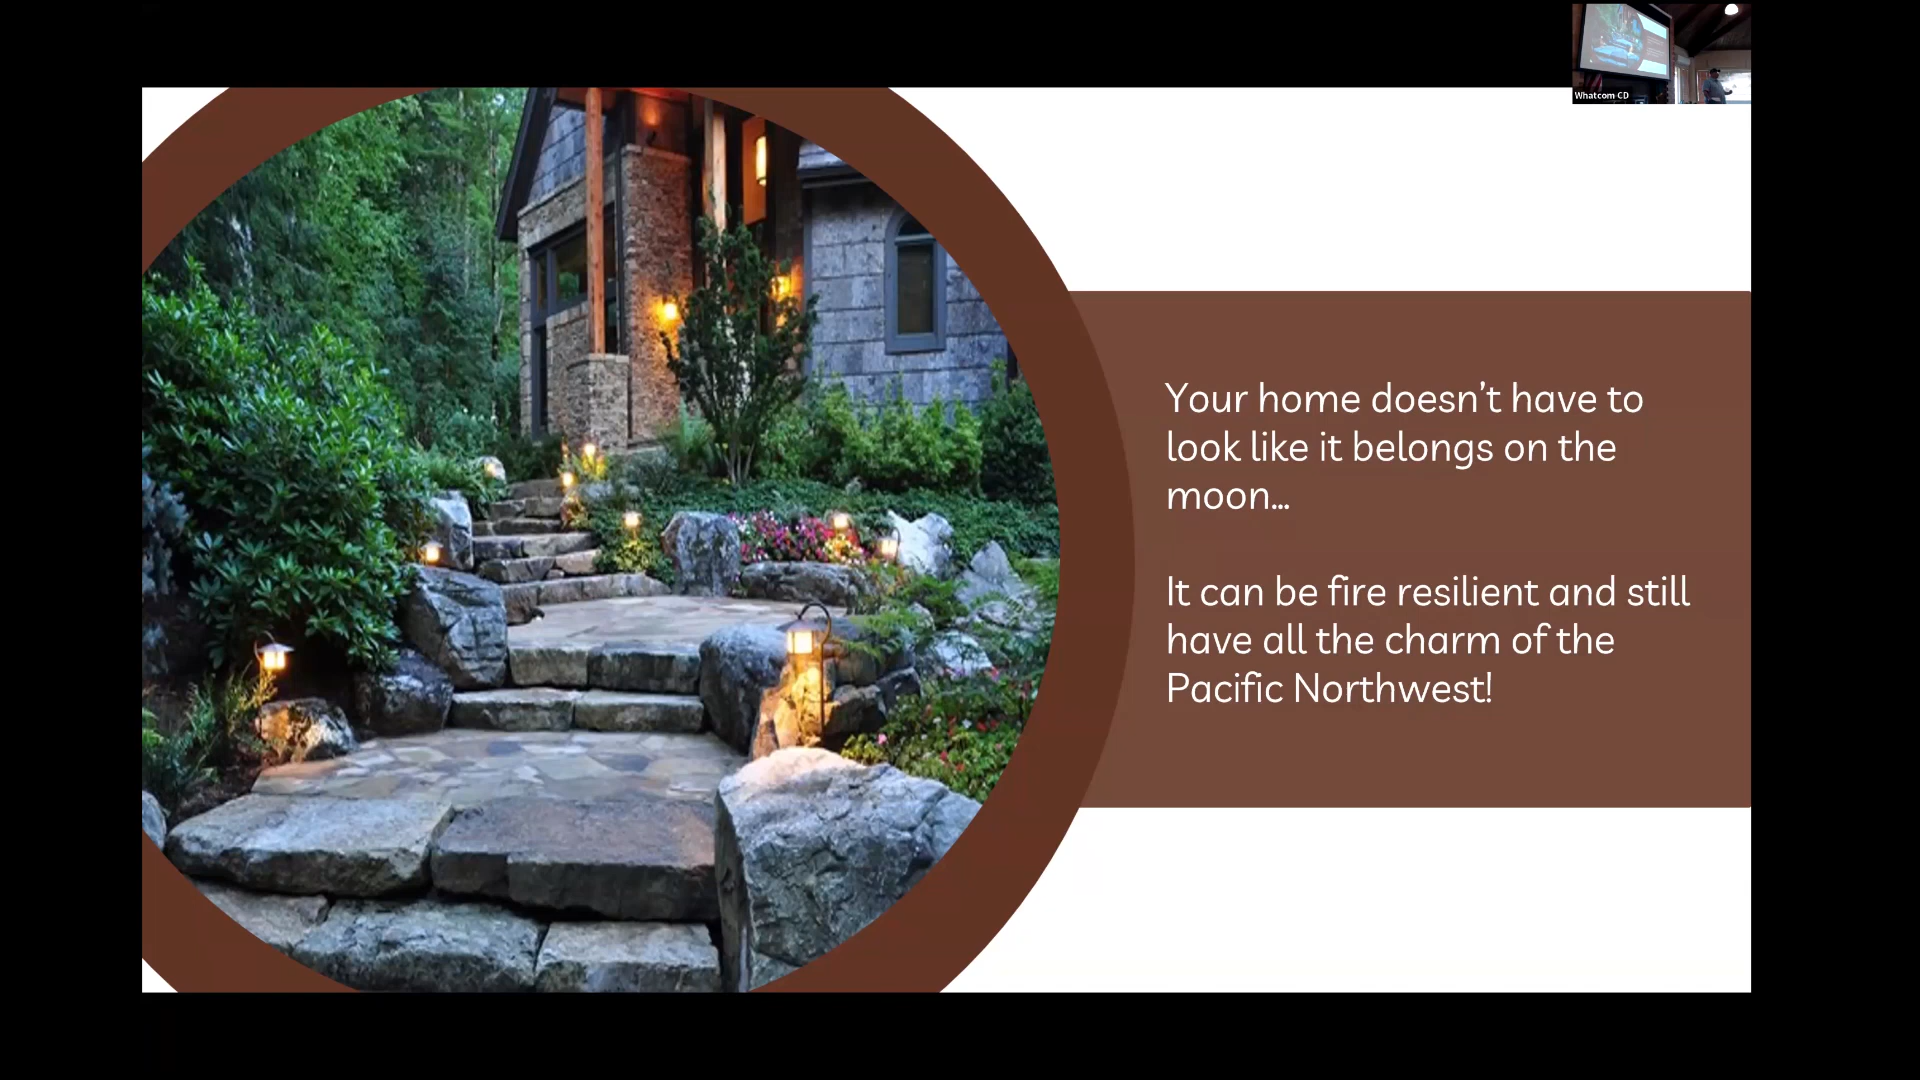 Whatcom CD
Your home doesn't have to
look like it belongs on the
moon...
It can be fire resilient and still
have all the charm of the
Pacific Northwest!